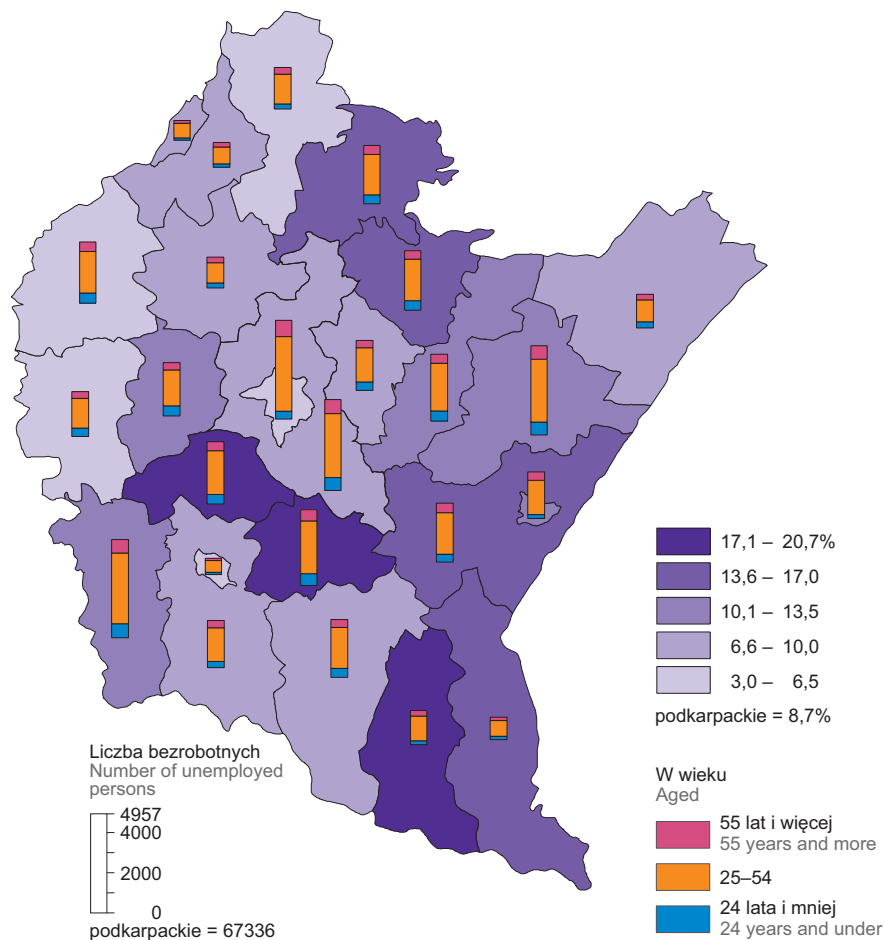 17,1 – 20,7%
13,6 – 17,0
10,1 – 13,5
6,6 – 10,0
3,0 – 6,5
podkarpackie = 8,7%
Liczba bezrobotnych
Number of unemployed
persons
4957
4000
2000
0
podkarpackie = 67336
W wieku
Aged
55 lat i więcej
55 years and more
25–54
24 lata i mniej
24 years and under